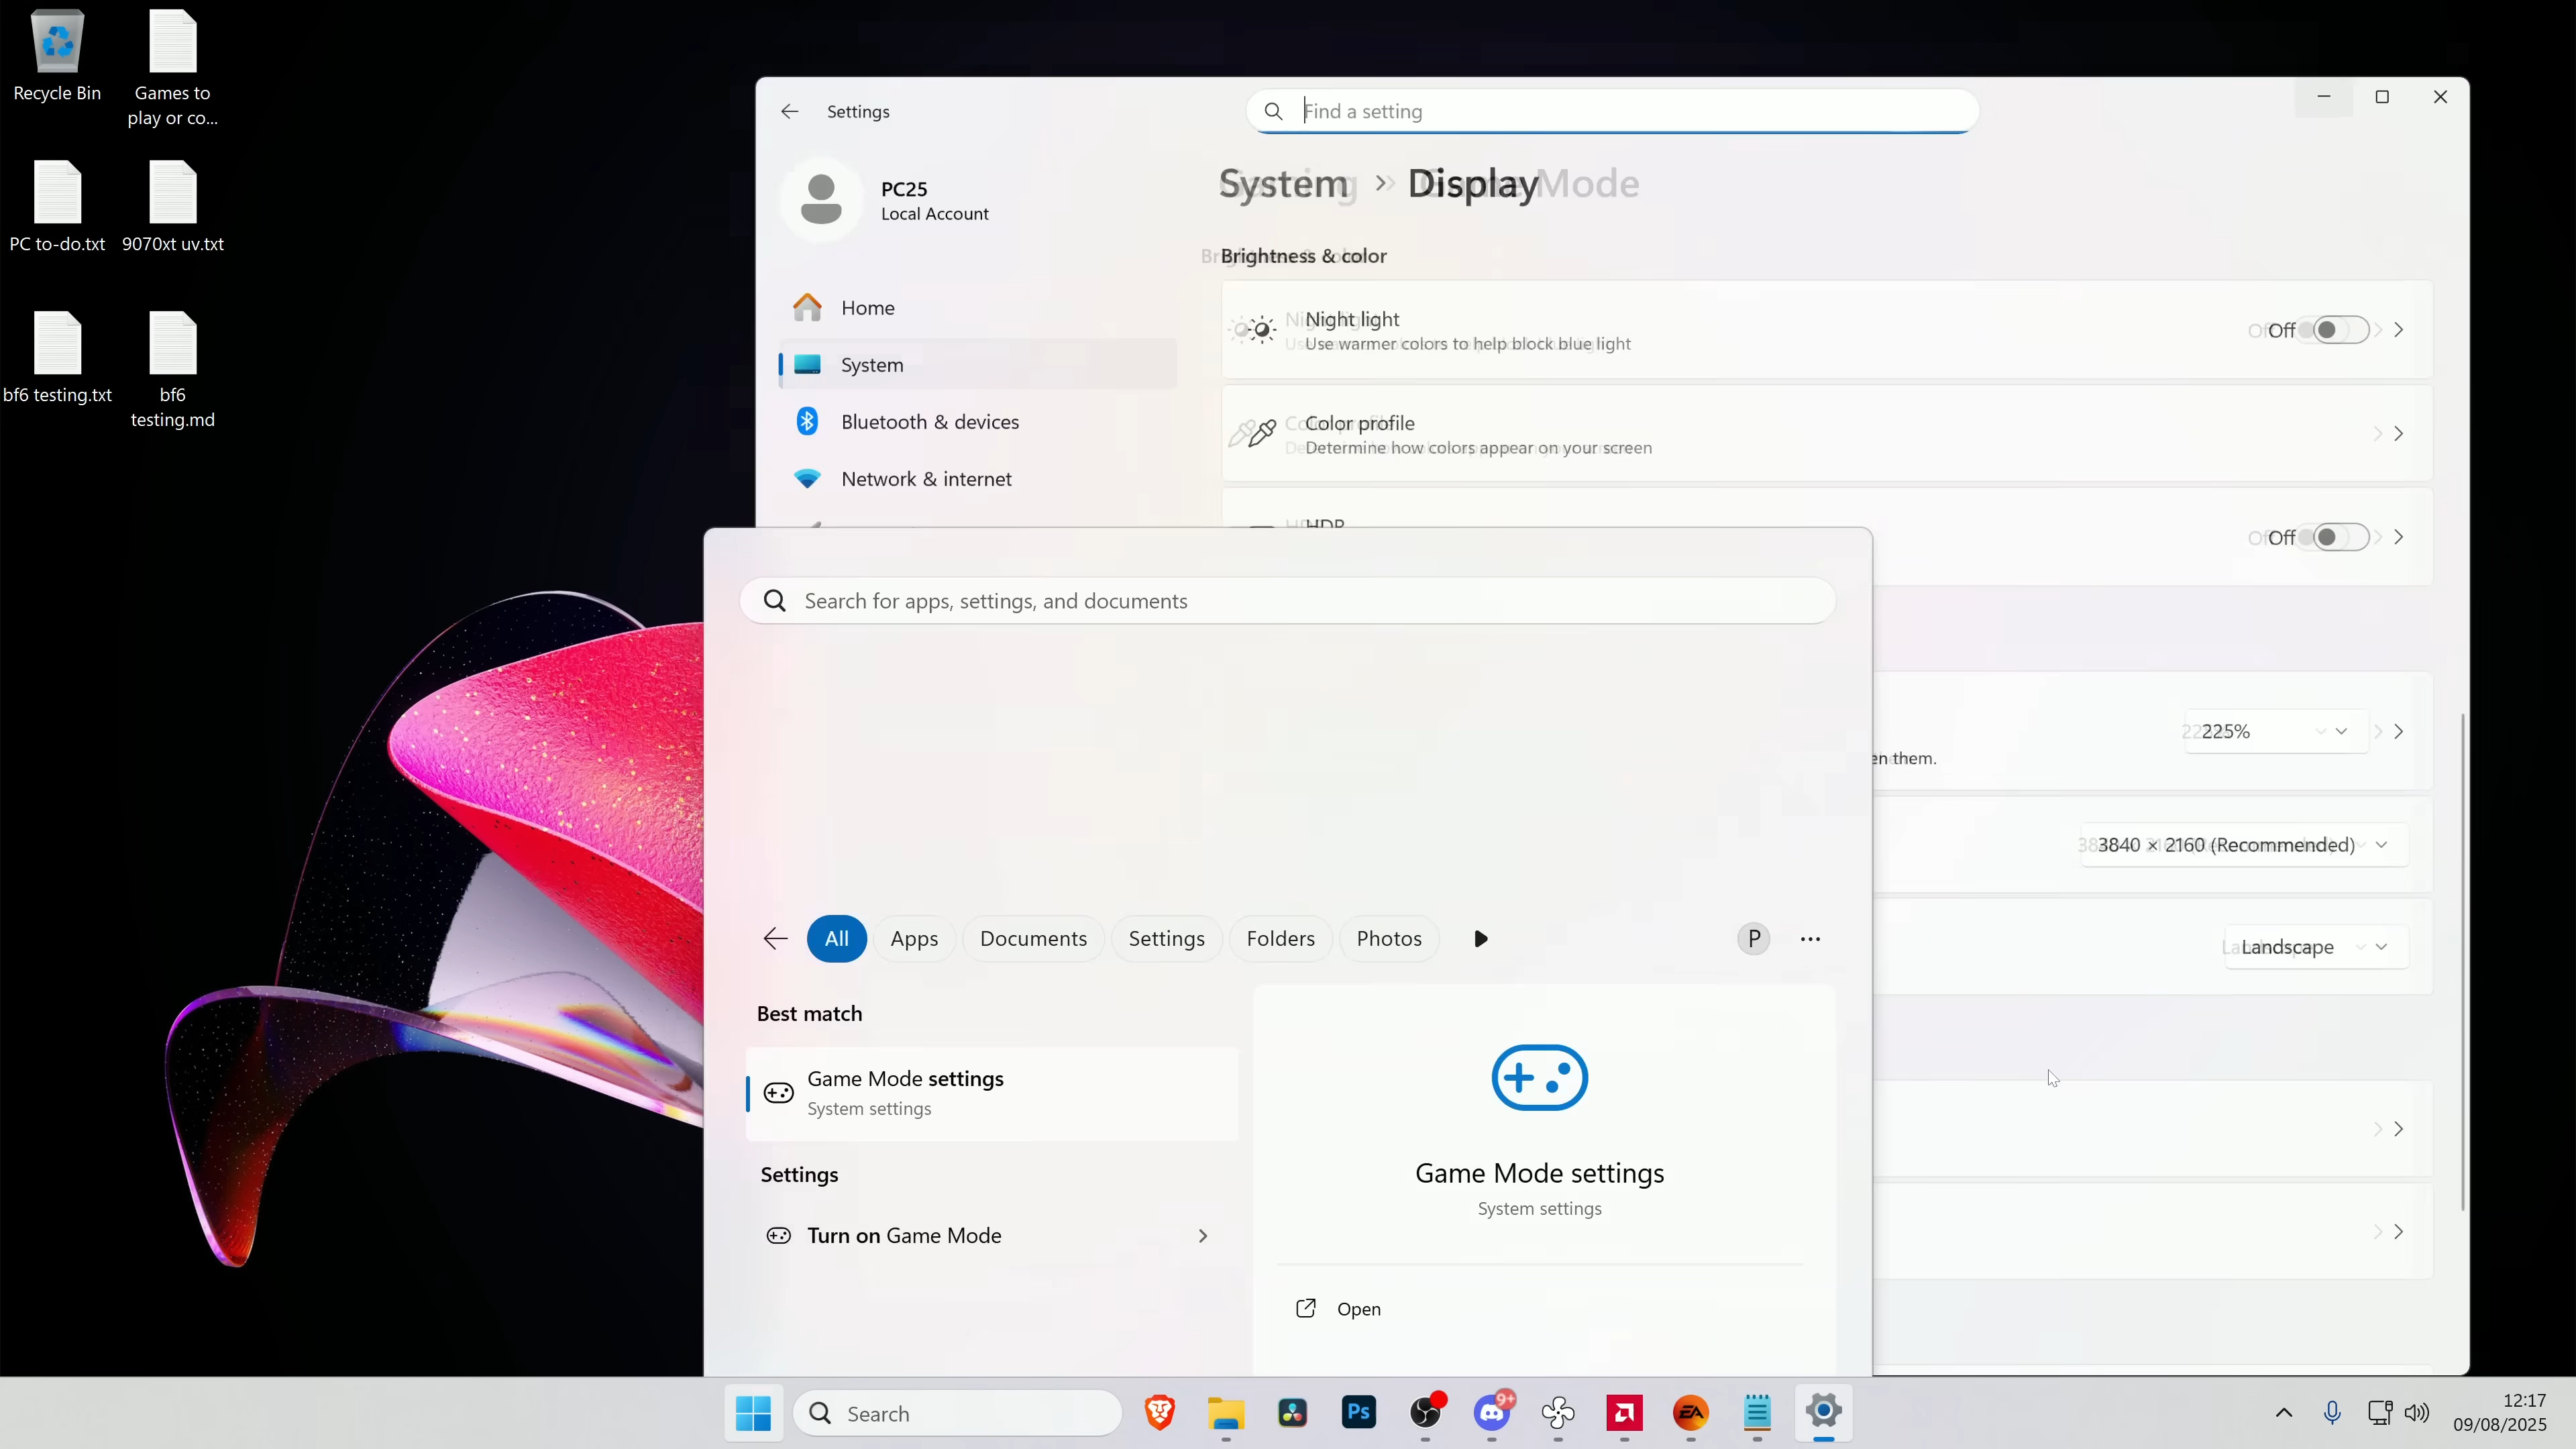 Recycle Bin
Games to
play or co...
PC to-do.txt
9070xt uv.txt
bf6 testing.txt
bf6
testing.md
Settings
Find a setting
PC25
Local Account
Home
System
Bluetooth & devices
Network & internet
System > Display
Mode
Brightness & color
Night light
Use warmer colors to help block blue light
Off
Color profile
Determine how colors appear on your screen
HDR
Off
225%
en them.
3840 × 2160 (Recommended)
Landscape
Search for apps, settings, and documents
All
Apps
Documents
Settings
Folders
Photos
P
Best match
Game Mode settings
System settings
Settings
Turn on Game Mode
Game Mode settings
System settings
Open
Search
Ps
9+
EA
12:17
09/08/2025